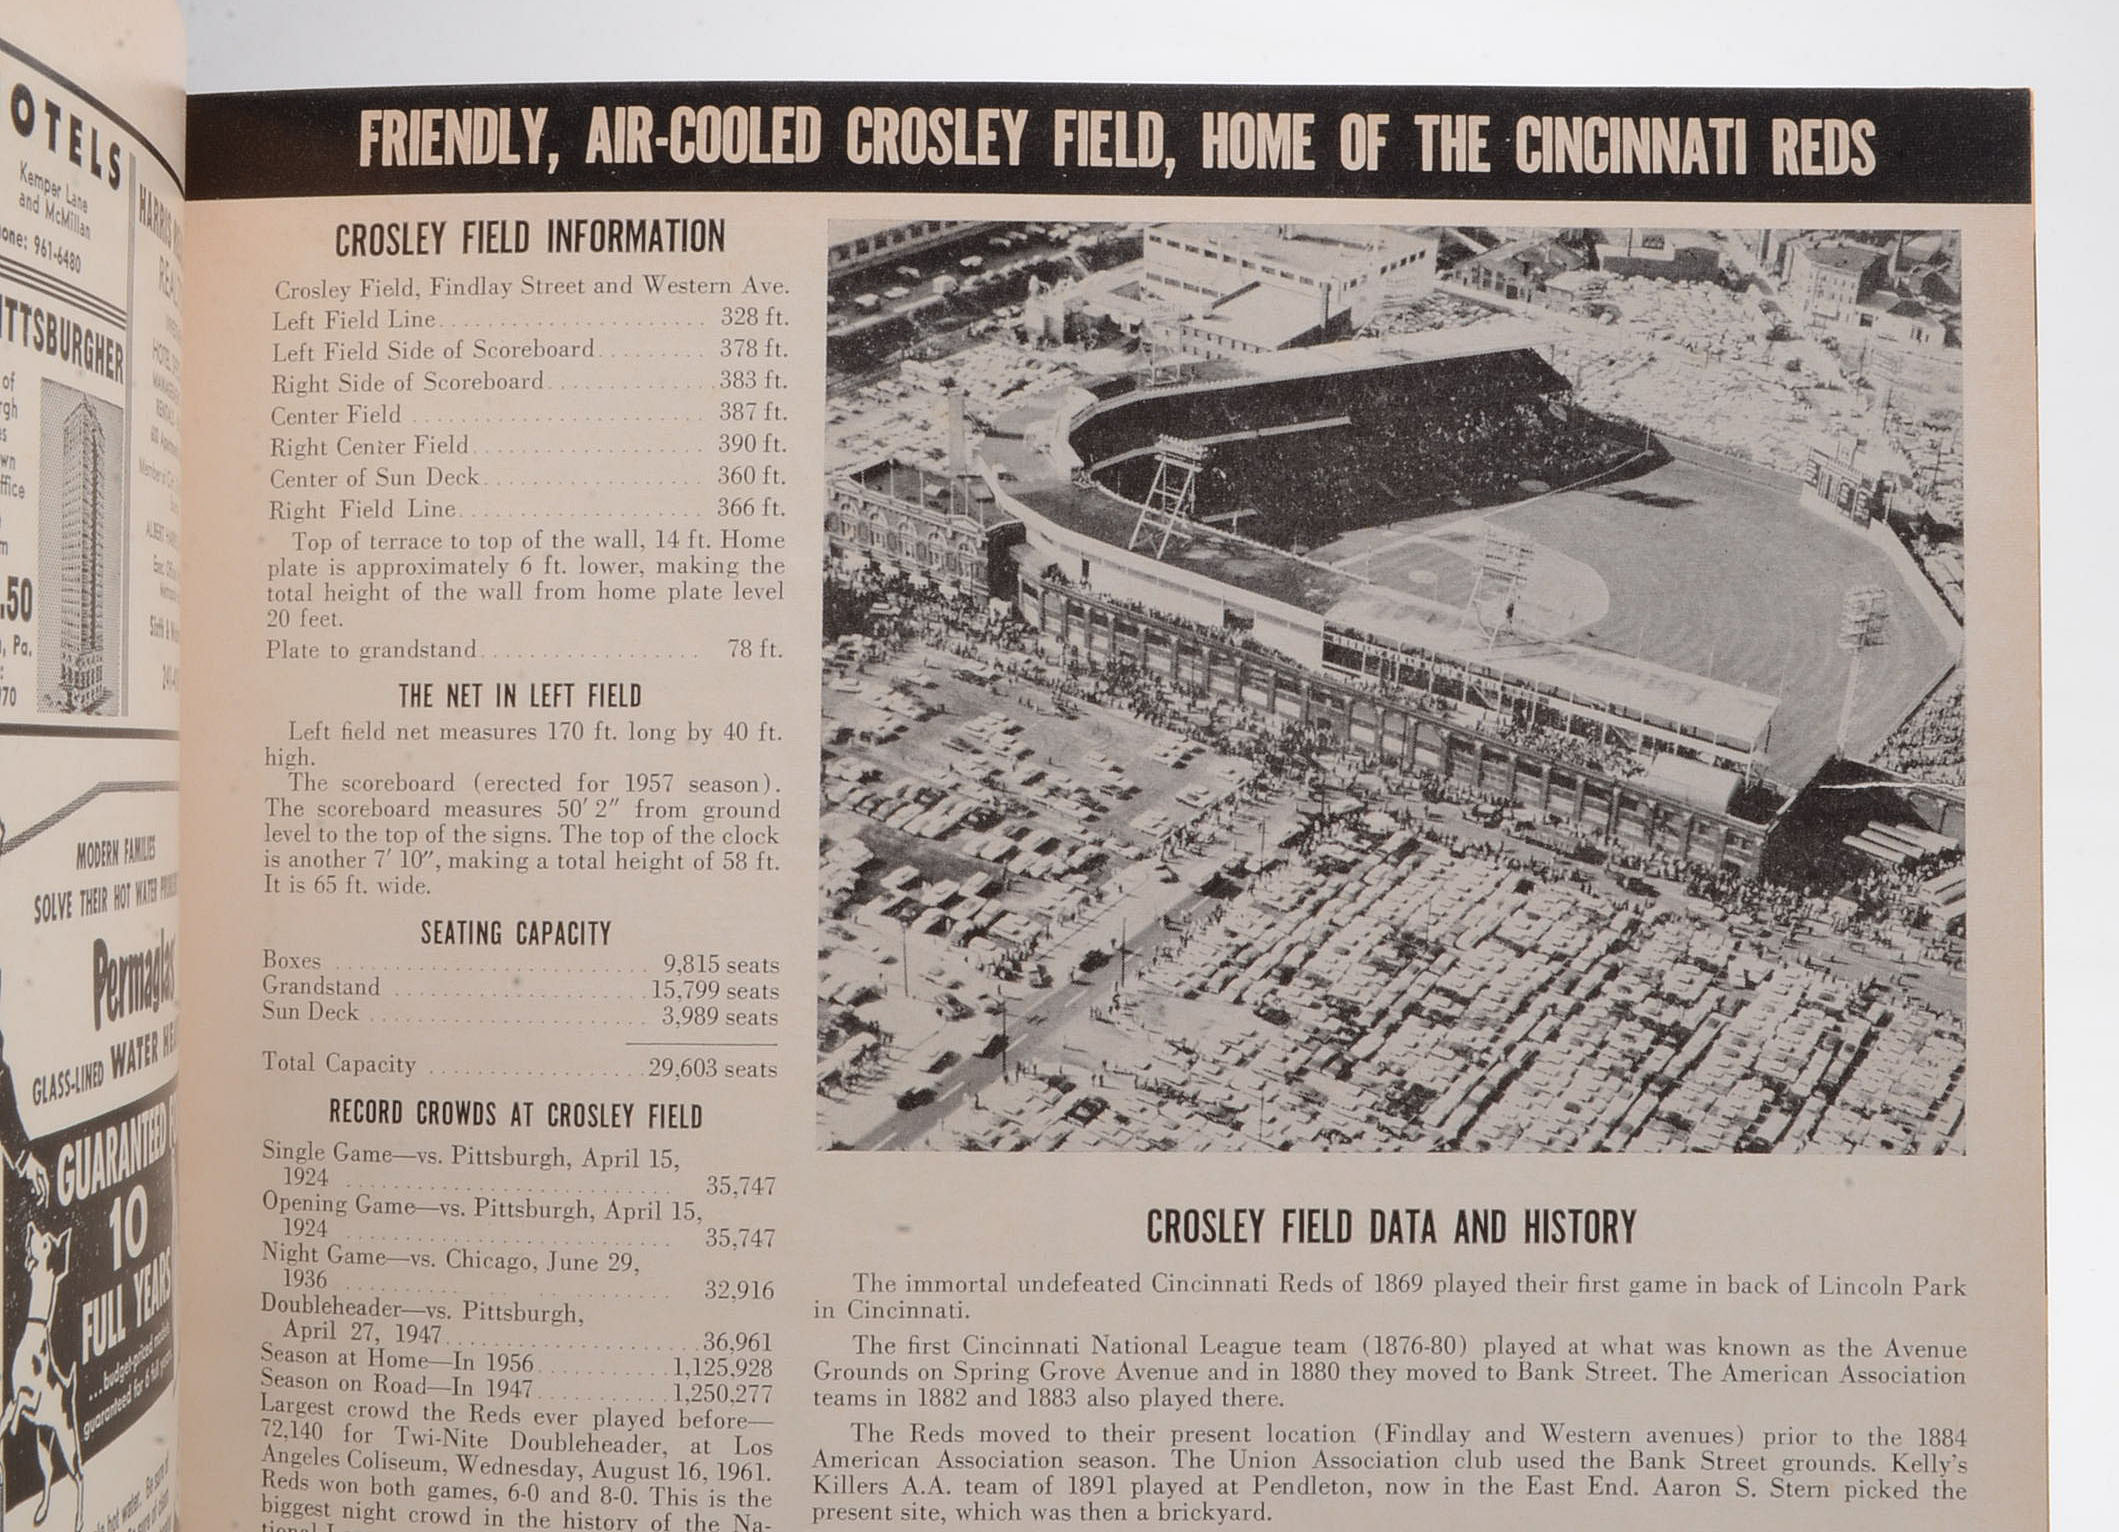 OTELS
Kemper Lane
and McMillan
one: 961-6480
ITTSBURGHER
of
.50
, Pa.
HARRIS
MODERN FAMILIES
SOLVE THEIR HOT WATER
Permaglas
GLASS-LINED WATER HEA
GUARANTEED
10
FULL YEARS
...budget-priced models
guaranteed for 6 full years
FRIENDLY, AIR-COOLED CROSLEY FIELD, HOME OF THE CINCINNATI REDS
CROSLEY FIELD INFORMATION
Crosley Field, Findlay Street and Western Ave.
Left Field Line 328 ft.
Left Field Side of Scoreboard 378 ft.
Right Side of Scoreboard 383 ft.
Center Field 387 ft.
Right Center Field 390 ft.
Center of Sun Deck 360 ft.
Right Field Line 366 ft.
Top of terrace to top of the wall, 14 ft. Home
plate is approximately 6 ft. lower, making the
total height of the wall from home plate level
20 feet.
Plate to grandstand 78 ft.
THE NET IN LEFT FIELD
Left field net measures 170 ft. long by 40 ft.
high.
The scoreboard (erected for 1957 season).
The scoreboard measures 50' 2" from ground
level to the top of the signs. The top of the clock
is another 7' 10", making a total height of 58 ft.
It is 65 ft. wide.
SEATING CAPACITY
Boxes 9,815 seats
Grandstand 15,799 seats
Sun Deck 3,989 seats
Total Capacity 29,603 seats
RECORD CROWDS AT CROSLEY FIELD
Single Game—vs. Pittsburgh, April 15,
1924 35,747
Opening Game—vs. Pittsburgh, April 15,
1924 35,747
Night Game—vs. Chicago, June 29,
1936 32,916
Doubleheader—vs. Pittsburgh,
April 27, 1947 36,961
Season at Home—In 1956 1,125,928
Season on Road—In 1947 1,250,277
Largest crowd the Reds ever played before—
72,140 for Twi-Nite Doubleheader, at Los
Angeles Coliseum, Wednesday, August 16, 1961.
Reds won both games, 6-0 and 8-0. This is the
biggest night crowd in the history of the Na-
CROSLEY FIELD DATA AND HISTORY
The immortal undefeated Cincinnati Reds of 1869 played their first game in back of Lincoln Park
in Cincinnati.
The first Cincinnati National League team (1876-80) played at what was known as the Avenue
Grounds on Spring Grove Avenue and in 1880 they moved to Bank Street. The American Association
teams in 1882 and 1883 also played there.
The Reds moved to their present location (Findlay and Western avenues) prior to the 1884
American Association season. The Union Association club used the Bank Street grounds. Kelly's
Killers A.A. team of 1891 played at Pendleton, now in the East End. Aaron S. Stern picked the
present site, which was then a brickyard.